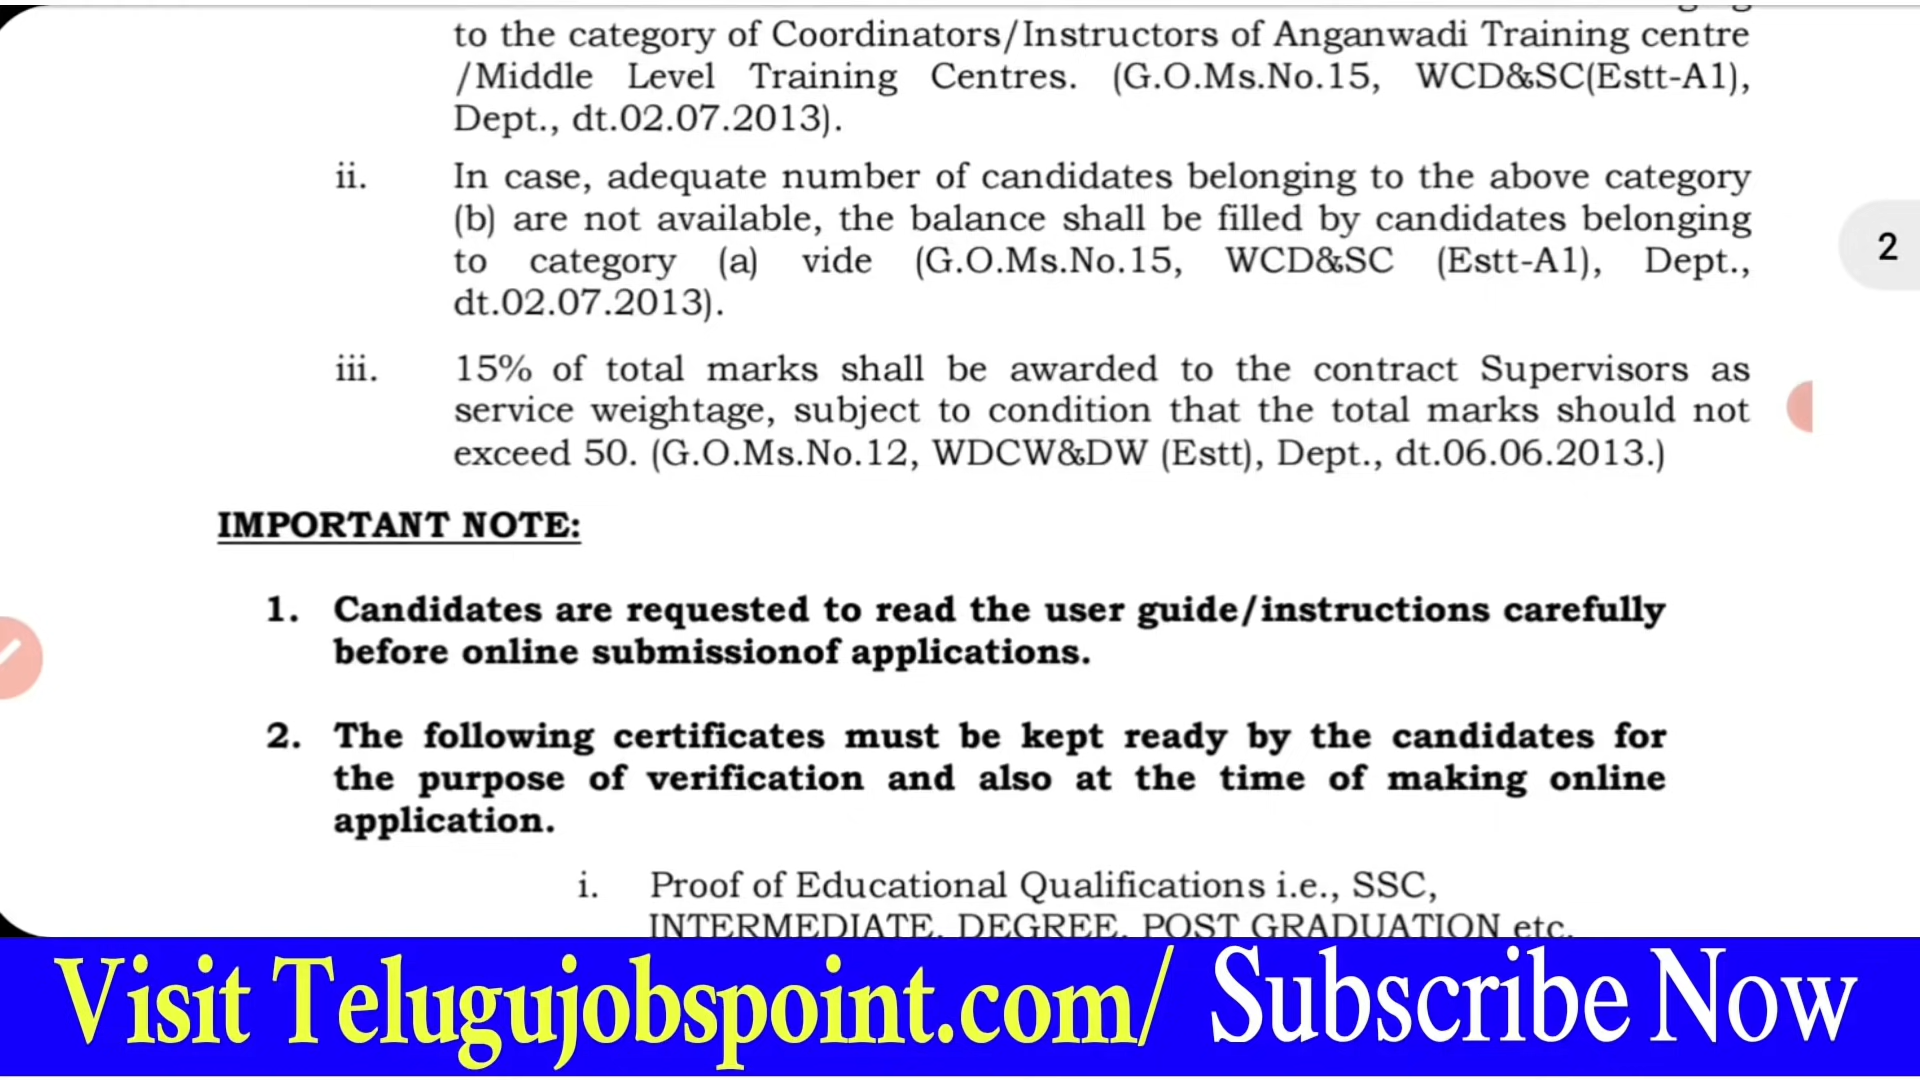 to the category of Coordinators/Instructors of Anganwadi Training centre
/Middle Level Training Centres. (G.O.Ms.No.15, WCD&SC(Estt-A1),
Dept., dt.02.07.2013).
ii. In case, adequate number of candidates belonging to the above category
(b) are not available, the balance shall be filled by candidates belonging
to category (a) vide (G.O.Ms.No.15, WCD&SC (Estt-A1), Dept.,
dt.02.07.2013).
2
iii. 15% of total marks shall be awarded to the contract Supervisors as
service weightage, subject to condition that the total marks should not
exceed 50. (G.O.Ms.No.12, WDCW&DW (Estt), Dept., dt.06.06.2013.)
IMPORTANT NOTE:
1. Candidates are requested to read the user guide/instructions carefully
before online submissionof applications.
2. The following certificates must be kept ready by the candidates for
the purpose of verification and also at the time of making online
application.
i. Proof of Educational Qualifications i.e., SSC,
INTERMEDIATE, DEGREE, POST GRADUATION etc.
Visit Telugujobspoint.com/ Subscribe Now